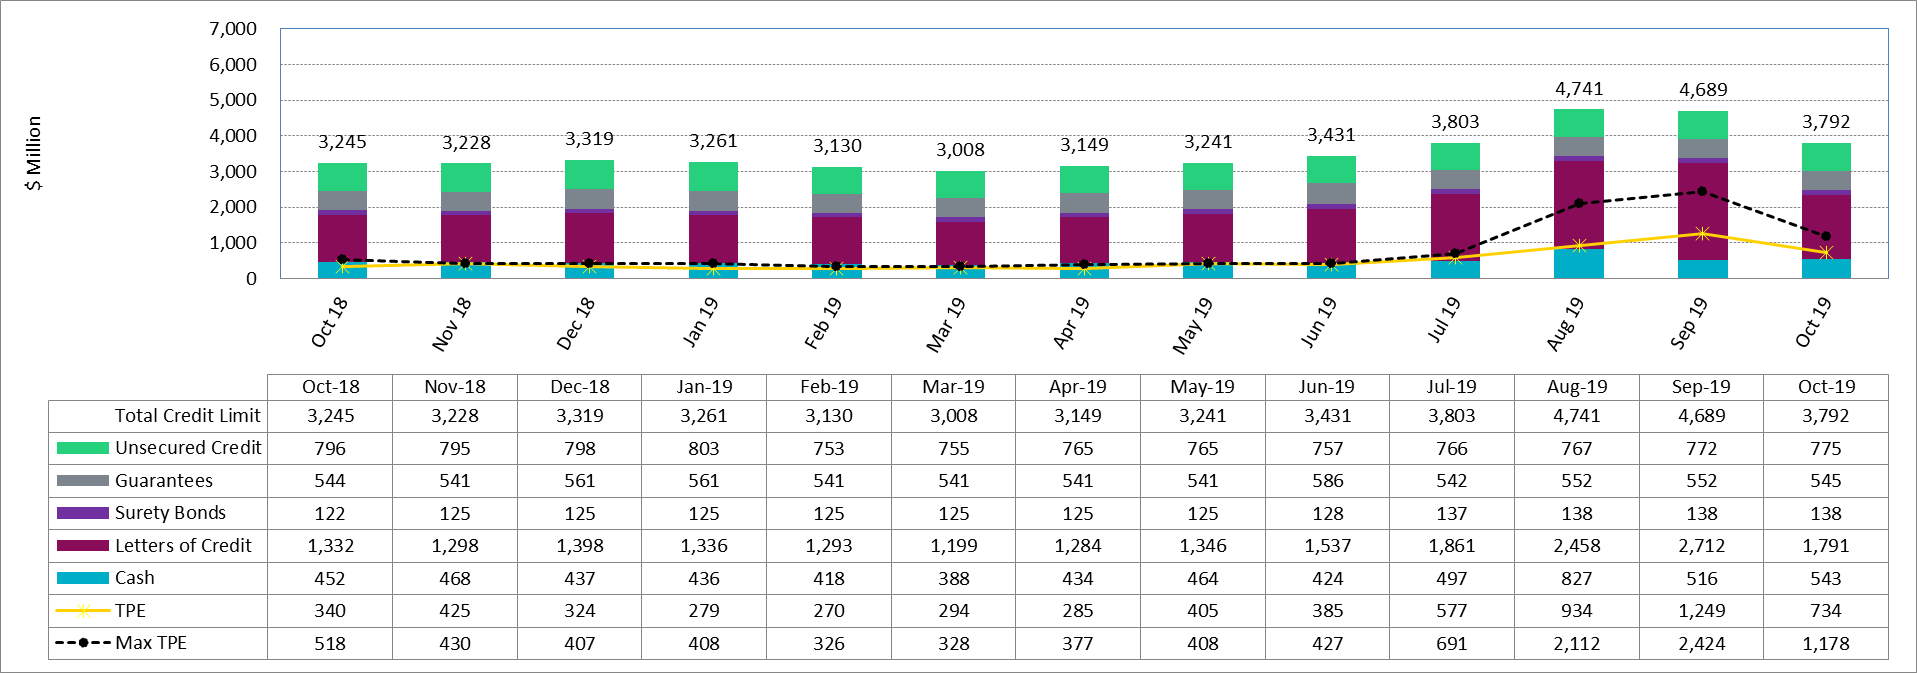 7,000
6,000
5,000
4,000
3,000
2,000
1,000
0
$ Million
3,245 3,228 3,319 3,261 3,130 3,008 3,149 3,241 3,431 3,803 4,741 4,689 3,792
Oct 18 Nov 18 Dec 18 Jan 19 Feb 19 Mar 19 Apr 19 May 19 Jun 19 Jul 19 Aug 19 Sep 19 Oct 19
Oct-18 Nov-18 Dec-18 Jan-19 Feb-19 Mar-19 Apr-19 May-19 Jun-19 Jul-19 Aug-19 Sep-19 Oct-19
Total Credit Limit 3,245 3,228 3,319 3,261 3,130 3,008 3,149 3,241 3,431 3,803 4,741 4,689 3,792
Unsecured Credit 796 795 798 803 753 755 765 765 757 766 767 772 775
Guarantees 544 541 561 561 541 541 541 541 586 542 552 552 545
Surety Bonds 122 125 125 125 125 125 125 125 128 137 138 138 138
Letters of Credit 1,332 1,298 1,398 1,336 1,293 1,199 1,284 1,346 1,537 1,861 2,458 2,712 1,791
Cash 452 468 437 436 418 388 434 464 424 497 827 516 543
TPE 340 425 324 279 270 294 285 405 385 577 934 1,249 734
Max TPE 518 430 407 408 326 328 377 408 427 691 2,112 2,424 1,178